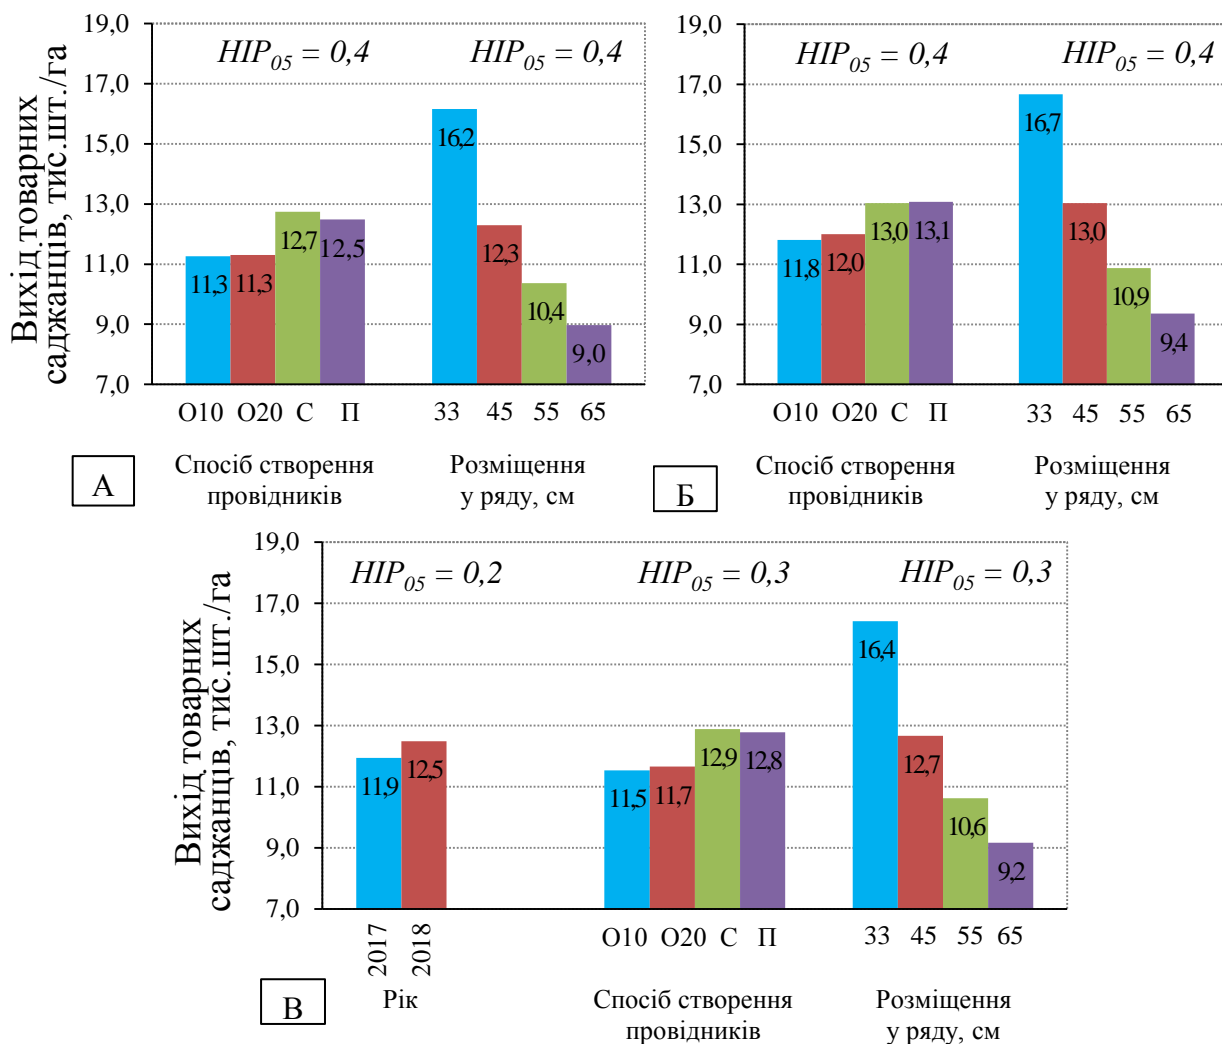 Вихід товарних
саджанців, тис.шт./га
19,0
17,0
15,0
13,0
11,0
9,0
7,0
НІР05 = 0,4
НІР05 = 0,4
11,3
11,3
12,7
12,5
16,2
12,3
10,4
9,0
О10 О20 С П
33 45 55 65
А
Спосіб створення
провідників
Розміщення
у ряду, см
19,0
17,0
15,0
13,0
11,0
9,0
7,0
НІР05 = 0,4
НІР05 = 0,4
11,8
12,0
13,0
13,1
16,7
13,0
10,9
9,4
О10 О20 С П
33 45 55 65
Б
Спосіб створення
провідників
Розміщення
у ряду, см
Вихід товарних
саджанців, тис.шт./га
19,0
17,0
15,0
13,0
11,0
9,0
7,0
НІР05 = 0,2
НІР05 = 0,3
НІР05 = 0,3
11,9
12,5
11,5
11,7
12,9
12,8
16,4
12,7
10,6
9,2
2017
2018
О10 О20 С П
33 45 55 65
В
Рік
Спосіб створення
провідників
Розміщення
у ряду, см